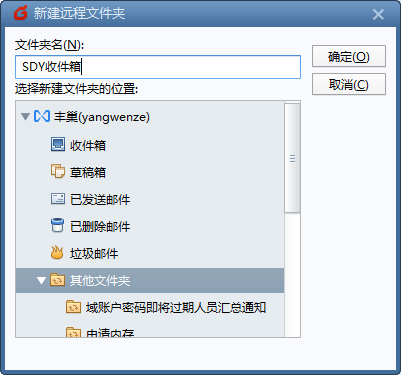 新建远程文件夹
文件夹名(N):
SDY收件箱
确定(O)
选择新建文件夹的位置:
取消(C)
丰巢(yangwenze)
收件箱
草稿箱
已发送邮件
已删除邮件
垃圾邮件
其他文件夹
域账户密码即将过期人员汇总通知
申请内存